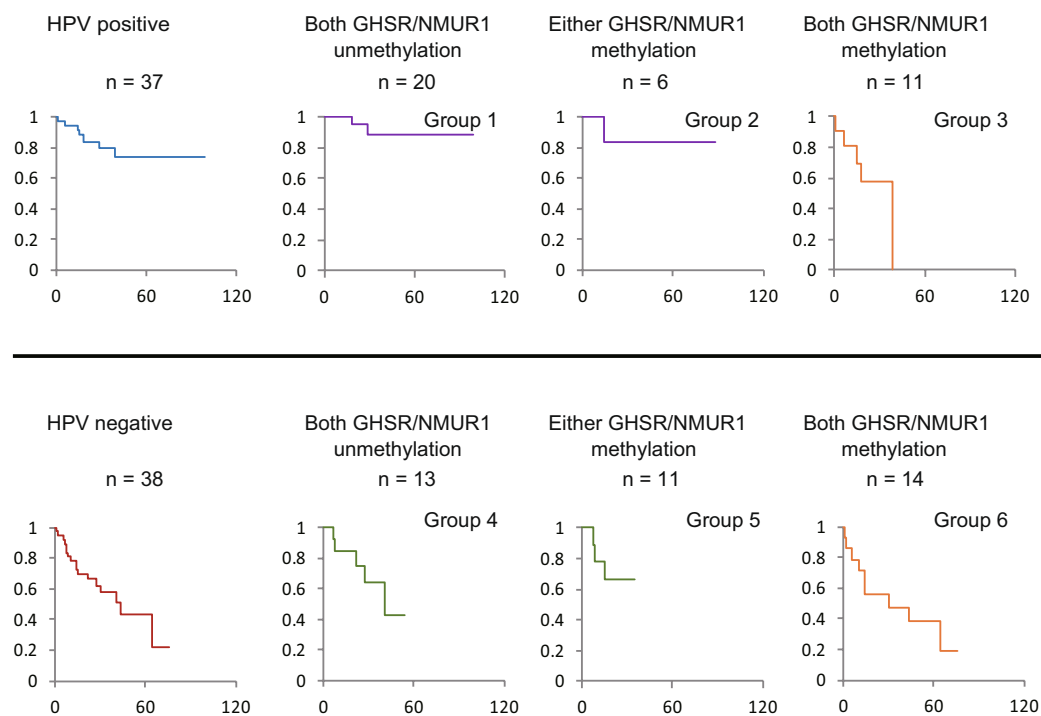 HPV positive
Both GHSR/NMUR1
unmethylation
Either GHSR/NMUR1
methylation
Both GHSR/NMUR1
methylation
n = 37
n = 20
n = 6
n = 11
Group 1
Group 2
Group 3
1
0.8
0.6
0.4
0.2
0
0 60 120
1
0.8
0.6
0.4
0.2
0
0 60 120
1
0.8
0.6
0.4
0.2
0
0 60 120
1
0.8
0.6
0.4
0.2
0
0 60 120
HPV negative
Both GHSR/NMUR1
unmethylation
Either GHSR/NMUR1
methylation
Both GHSR/NMUR1
methylation
n = 38
n = 13
n = 11
n = 14
Group 4
Group 5
Group 6
1
0.8
0.6
0.4
0.2
0
0 60 120
1
0.8
0.6
0.4
0.2
0
0 60 120
1
0.8
0.6
0.4
0.2
0
0 60 120
1
0.8
0.6
0.4
0.2
0
0 60 120